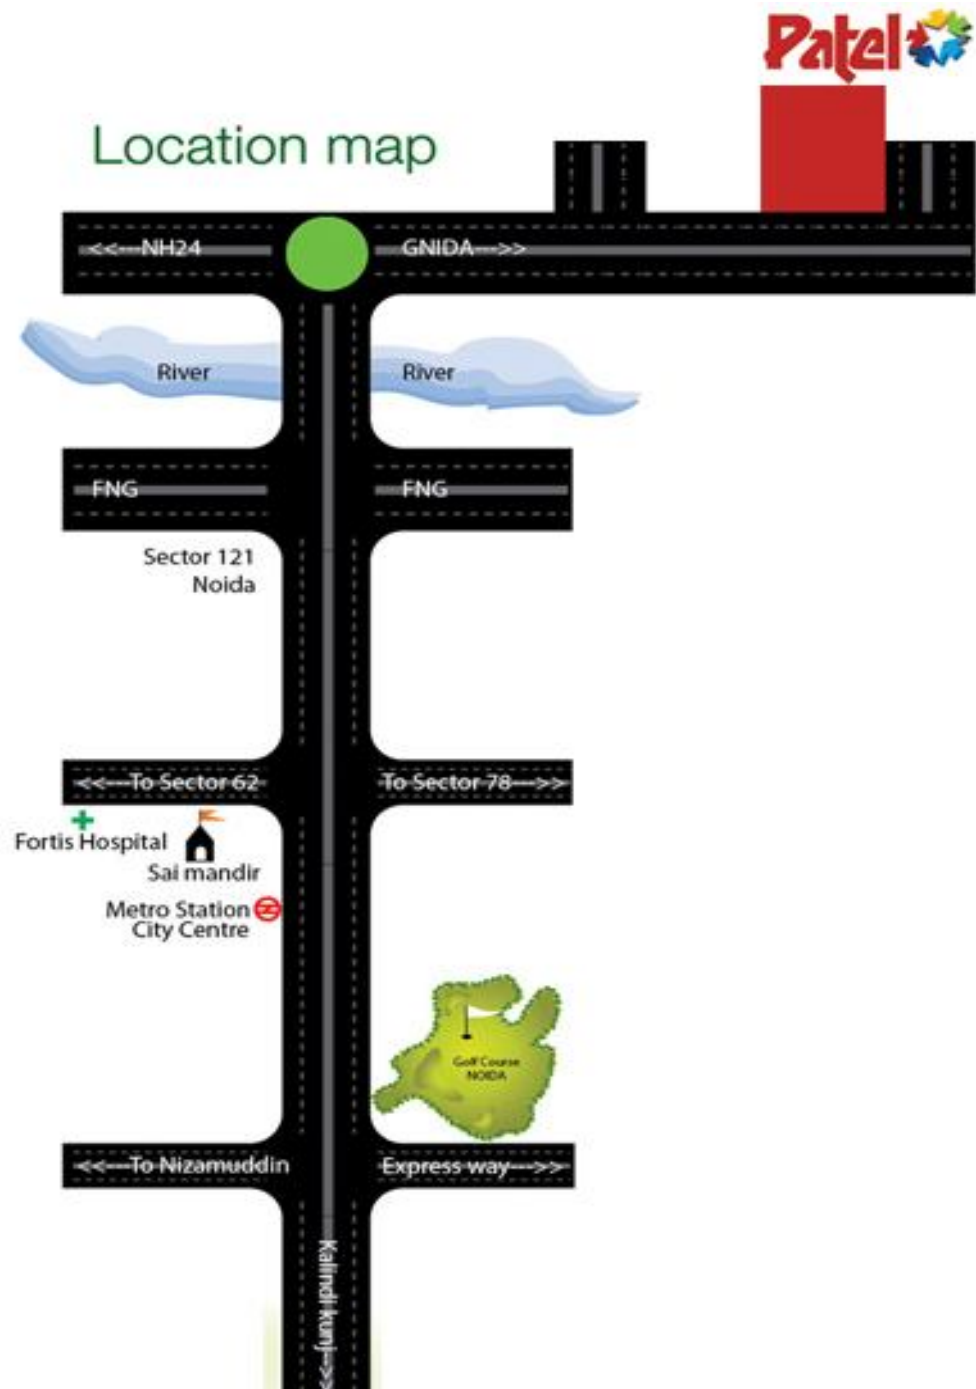 Patel
Location map
<<---NH24
GNIDA--->>
River
River
FNG
FNG
Sector 121
Noida
<<---To Sector 62
To Sector 78--->>
Fortis Hospital
Sai mandir
Metro Station
City Centre
Golf Course
NOIDA
<<---To Nizamuddin
Express way--->>
Kalindi kunj-->>